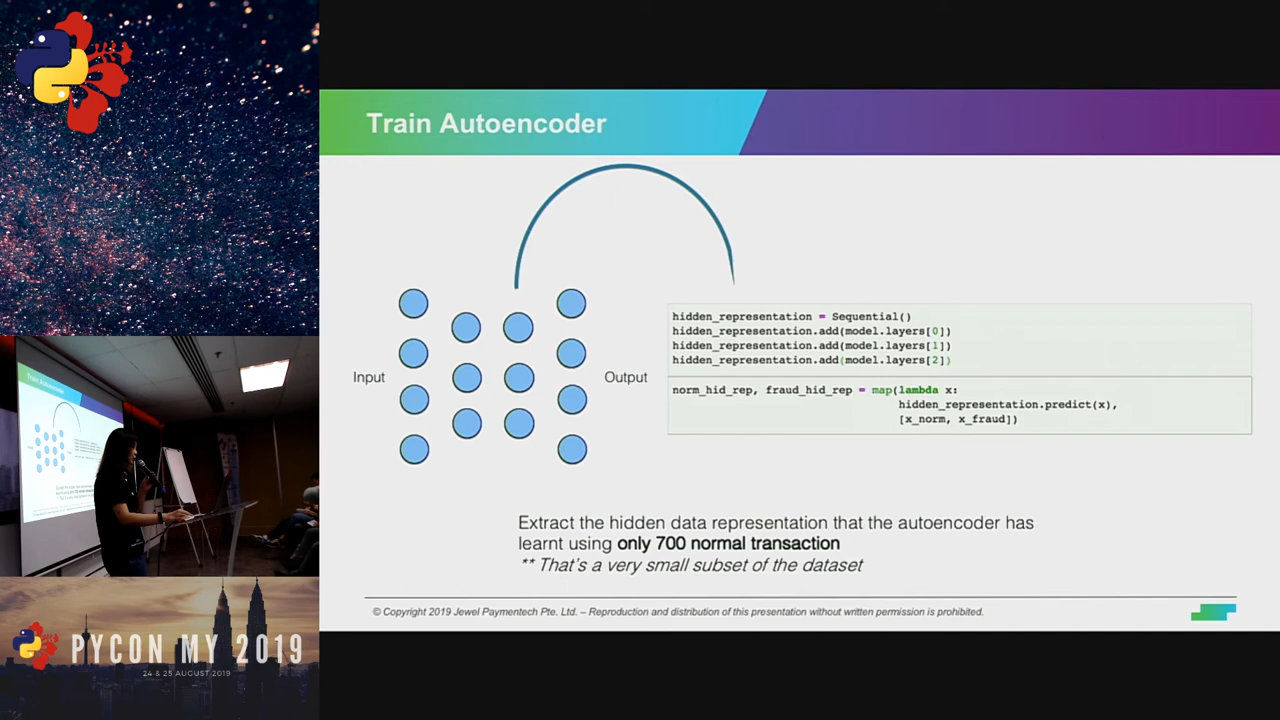 Train Autoencoder
Input
Output
hidden_representation = Sequential()
hidden_representation.add(model.layers[0])
hidden_representation.add(model.layers[1])
hidden_representation.add(model.layers[2])
norm_hid_rep, fraud_hid_rep = map(lambda x:
hidden_representation.predict(x),
[x_norm, x_fraud])
Extract the hidden data representation that the autoencoder has
learnt using only 700 normal transaction
** That's a very small subset of the dataset
© Copyright 2019 Jewel Paymentech Pte. Ltd. – Reproduction and distribution of this presentation without written permission is prohibited.
Train Autoencoder
PYCON MY 2019
24 & 25 AUGUST 2019